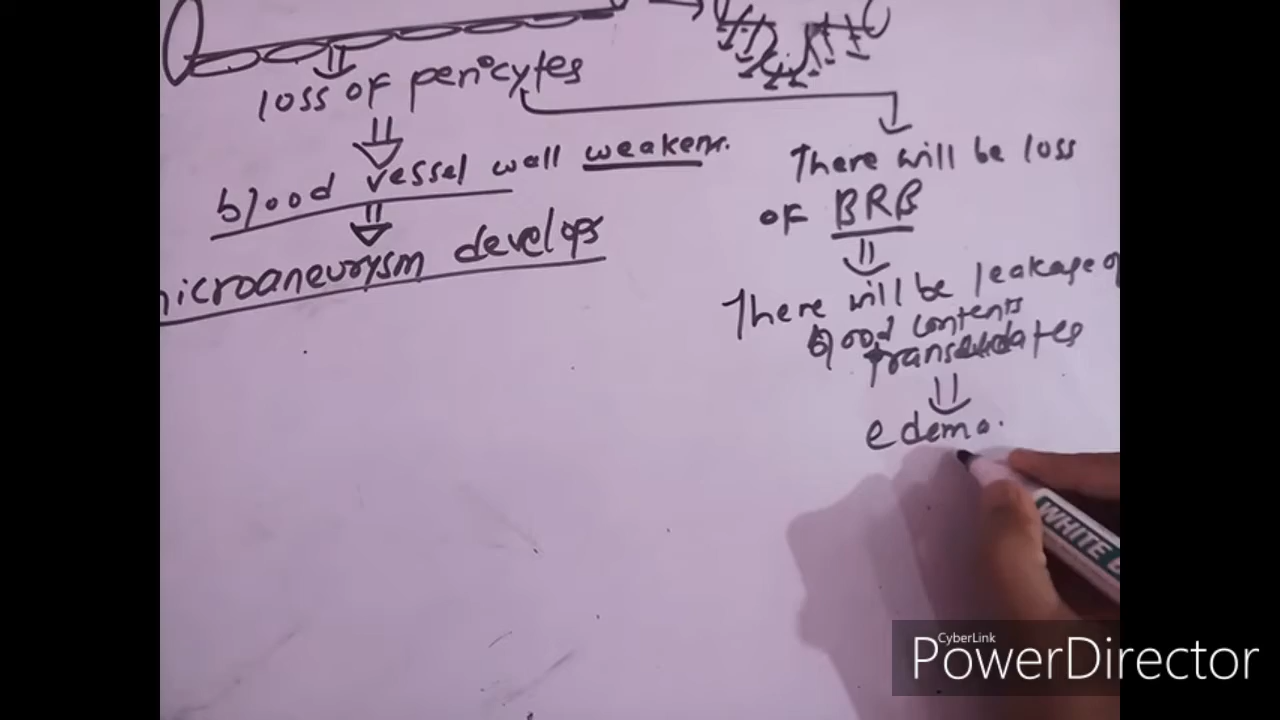 loss of pericytes
blood vessel wall weakens.
microaneurysm develops
There will be loss
of BRB
There will be leakage of
blood contents
transudates
edema.
WHITE
CyberLink
PowerDirector